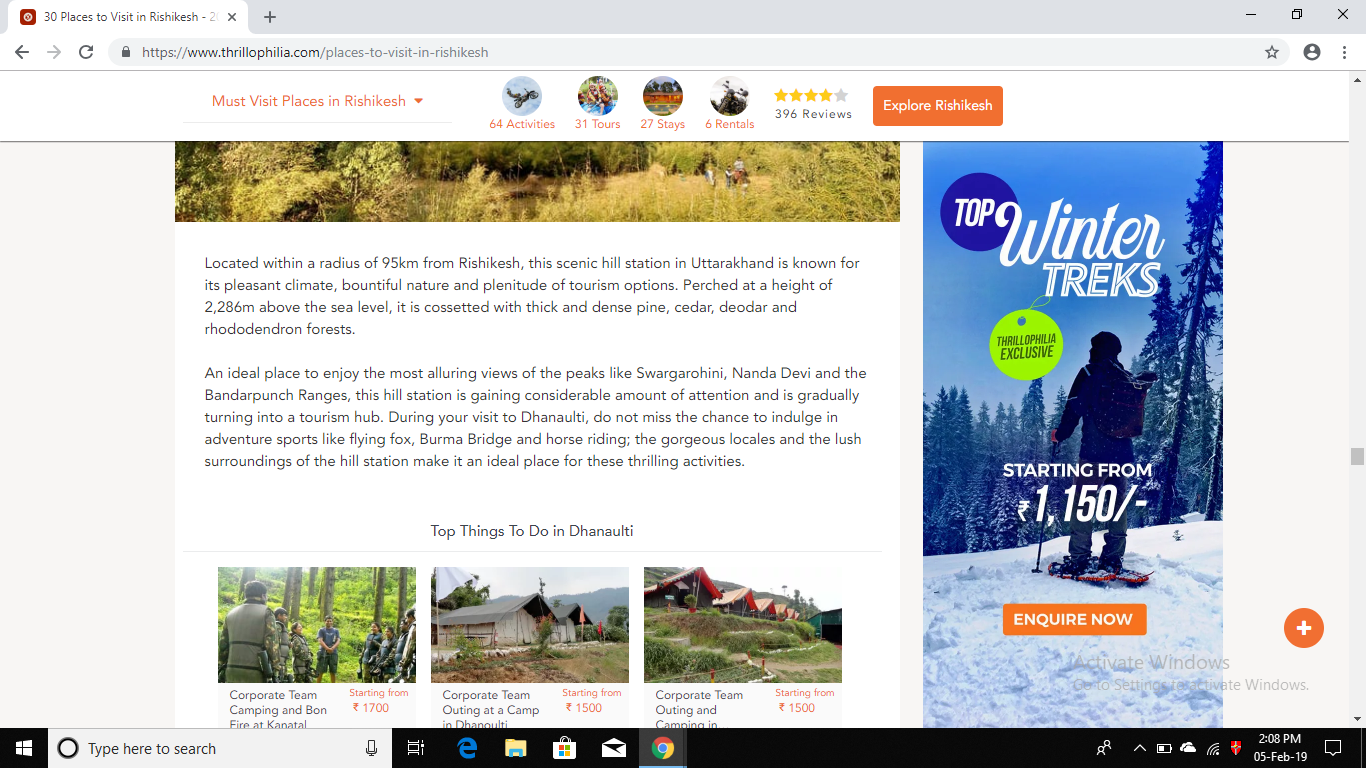 30 Places to Visit in Rishikesh - 20
https://www.thrillophilia.com/places-to-visit-in-rishikesh
Must Visit Places in Rishikesh
64 Activities
31 Tours
27 Stays
6 Rentals
396 Reviews
Explore Rishikesh
Located within a radius of 95km from Rishikesh, this scenic hill station in Uttarakhand is known for
its pleasant climate, bountiful nature and plenitude of tourism options. Perched at a height of
2,286m above the sea level, it is cossetted with thick and dense pine, cedar, deodar and
rhododendron forests.
An ideal place to enjoy the most alluring views of the peaks like Swargarohini, Nanda Devi and the
Bandarpunch Ranges, this hill station is gaining considerable amount of attention and is gradually
turning into a tourism hub. During your visit to Dhanaulti, do not miss the chance to indulge in
adventure sports like flying fox, Burma Bridge and horse riding; the gorgeous locales and the lush
surroundings of the hill station make it an ideal place for these thrilling activities.
Top Things To Do in Dhanaulti
Corporate Team
Camping and Bon
Fire at Kanatal
Starting from
₹ 1700
Corporate Team
Outing at a Camp
in Dhanoulti
Starting from
₹ 1500
Corporate Team
Outing and
Camping in...
Starting from
₹ 1500
TOP
Winter
TREKS
THRILLOPHILIA
EXCLUSIVE
STARTING FROM
₹1,150/-
ENQUIRE NOW
Activate Windows
Go to Settings to activate Windows.
Type here to search
2:08 PM
05-Feb-19